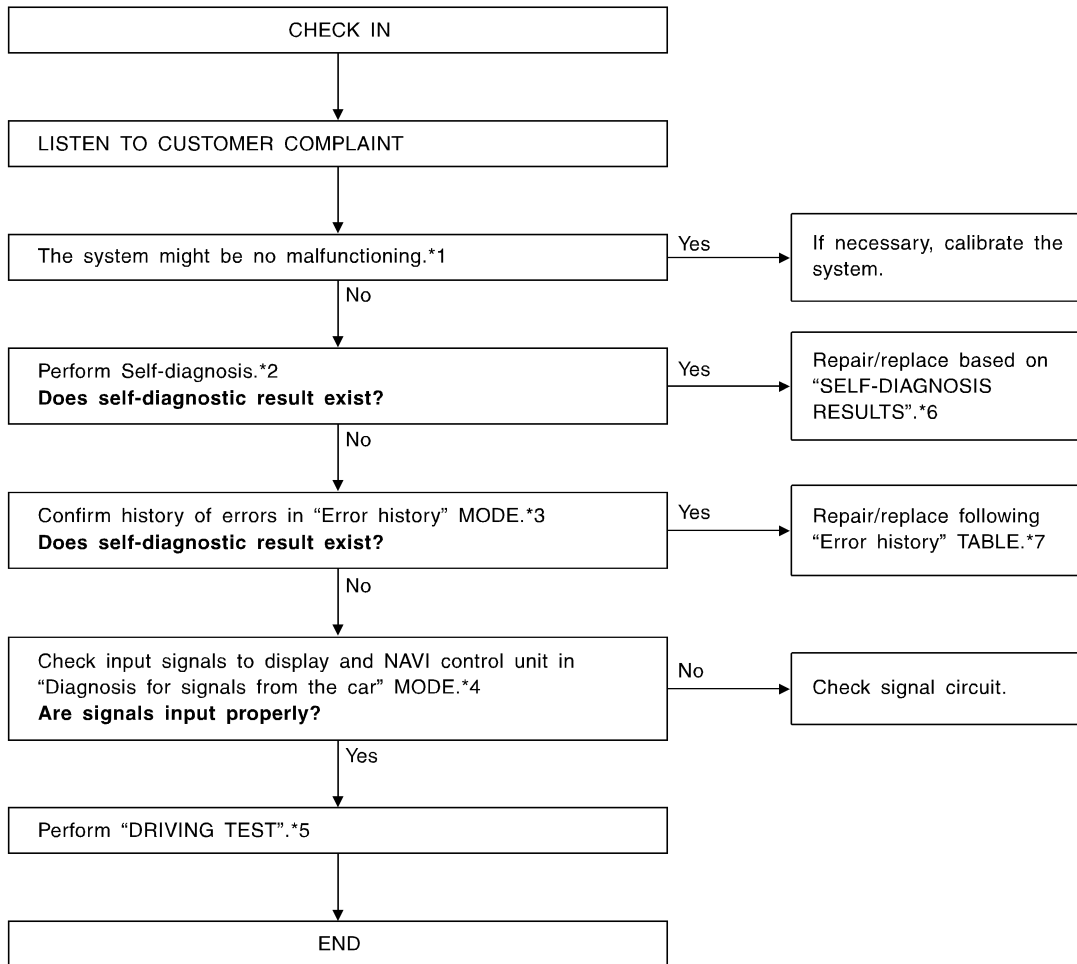 CHECK IN
LISTEN TO CUSTOMER COMPLAINT
The system might be no malfunctioning.*1
Yes
If necessary, calibrate the
system.
No
Perform Self-diagnosis.*2
Does self-diagnostic result exist?
Yes
Repair/replace based on
“SELF-DIAGNOSIS
RESULTS”.*6
No
Confirm history of errors in “Error history” MODE.*3
Does self-diagnostic result exist?
Yes
Repair/replace following
“Error history” TABLE.*7
No
Check input signals to display and NAVI control unit in
“Diagnosis for signals from the car” MODE.*4
Are signals input properly?
No
Check signal circuit.
Yes
Perform “DRIVING TEST”.*5
END